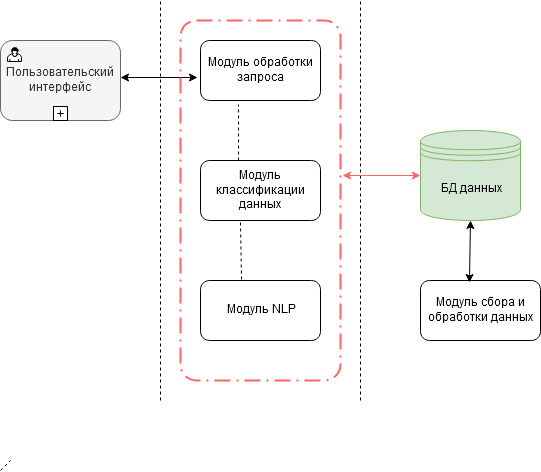 Пользовательский
интерфейс
Модуль обработки
запроса
Модуль
классификации
данных
Модуль NLP
БД данных
Модуль сбора и
обработки данных